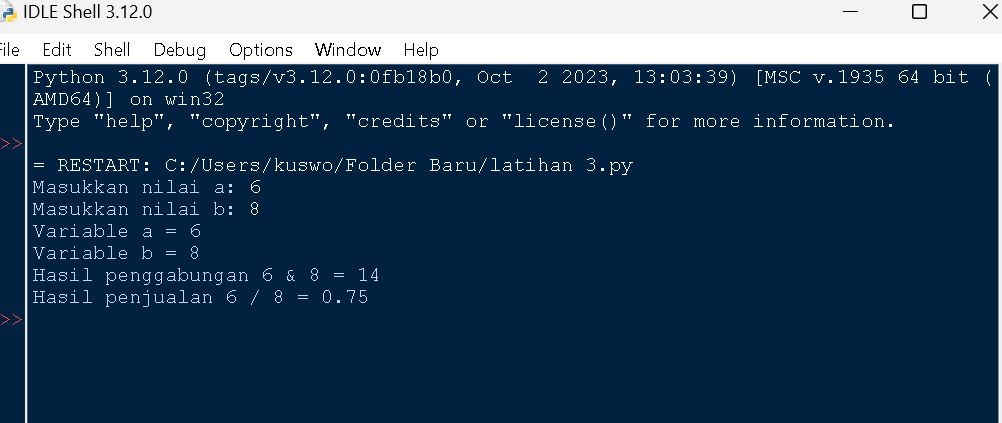 IDLE Shell 3.12.0
File Edit Shell Debug Options Window Help
Python 3.12.0 (tags/v3.12.0:0fb18b0, Oct  2 2023, 13:03:39) [MSC v.1935 64 bit (
AMD64)] on win32
Type "help", "copyright", "credits" or "license()" for more information.
>>
= RESTART: C:/Users/kuswo/Folder Baru/latihan 3.py
Masukkan nilai a: 6
Masukkan nilai b: 8
Variable a = 6
Variable b = 8
Hasil penggabungan 6 & 8 = 14
Hasil penjualan 6 / 8 = 0.75
>>